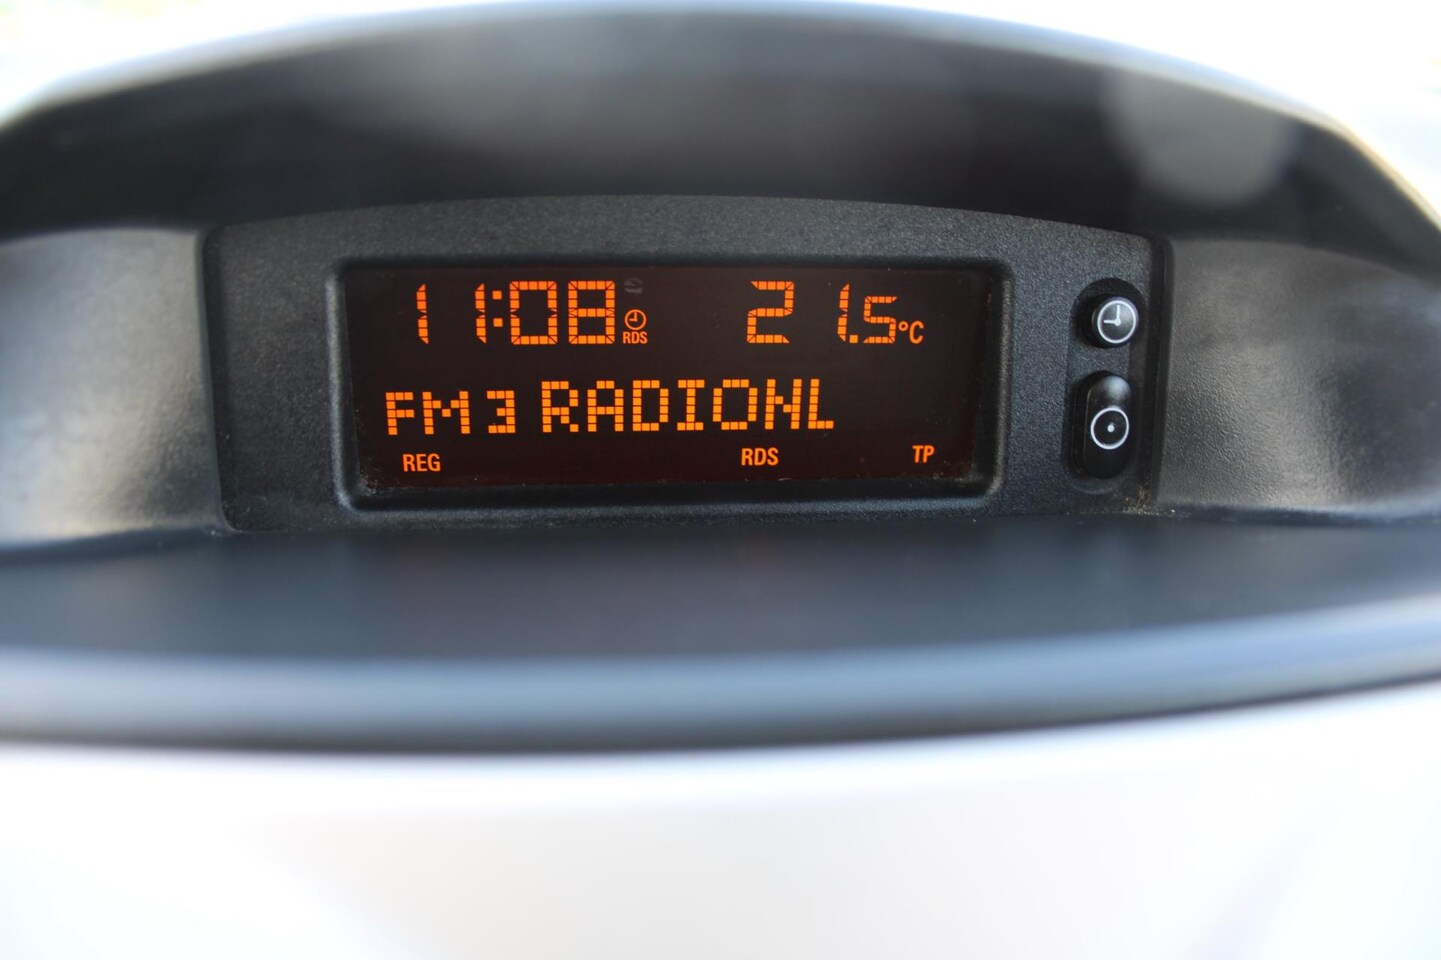 11:08 RDS 21.5°C
FM3 RADIONL
REG RDS TP